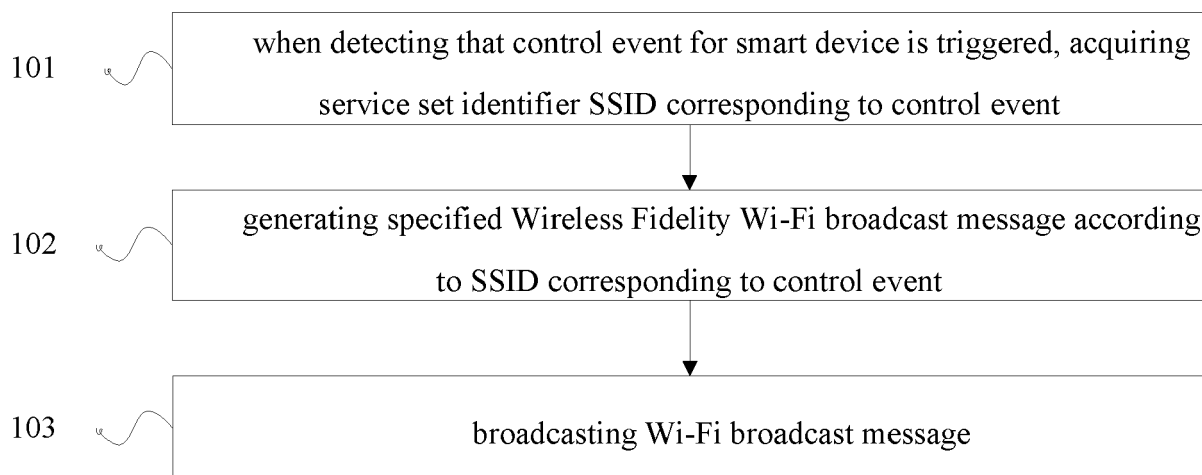 101
when detecting that control event for smart device is triggered, acquiring
service set identifier SSID corresponding to control event
102
generating specified Wireless Fidelity Wi-Fi broadcast message according
to SSID corresponding to control event
103
broadcasting Wi-Fi broadcast message